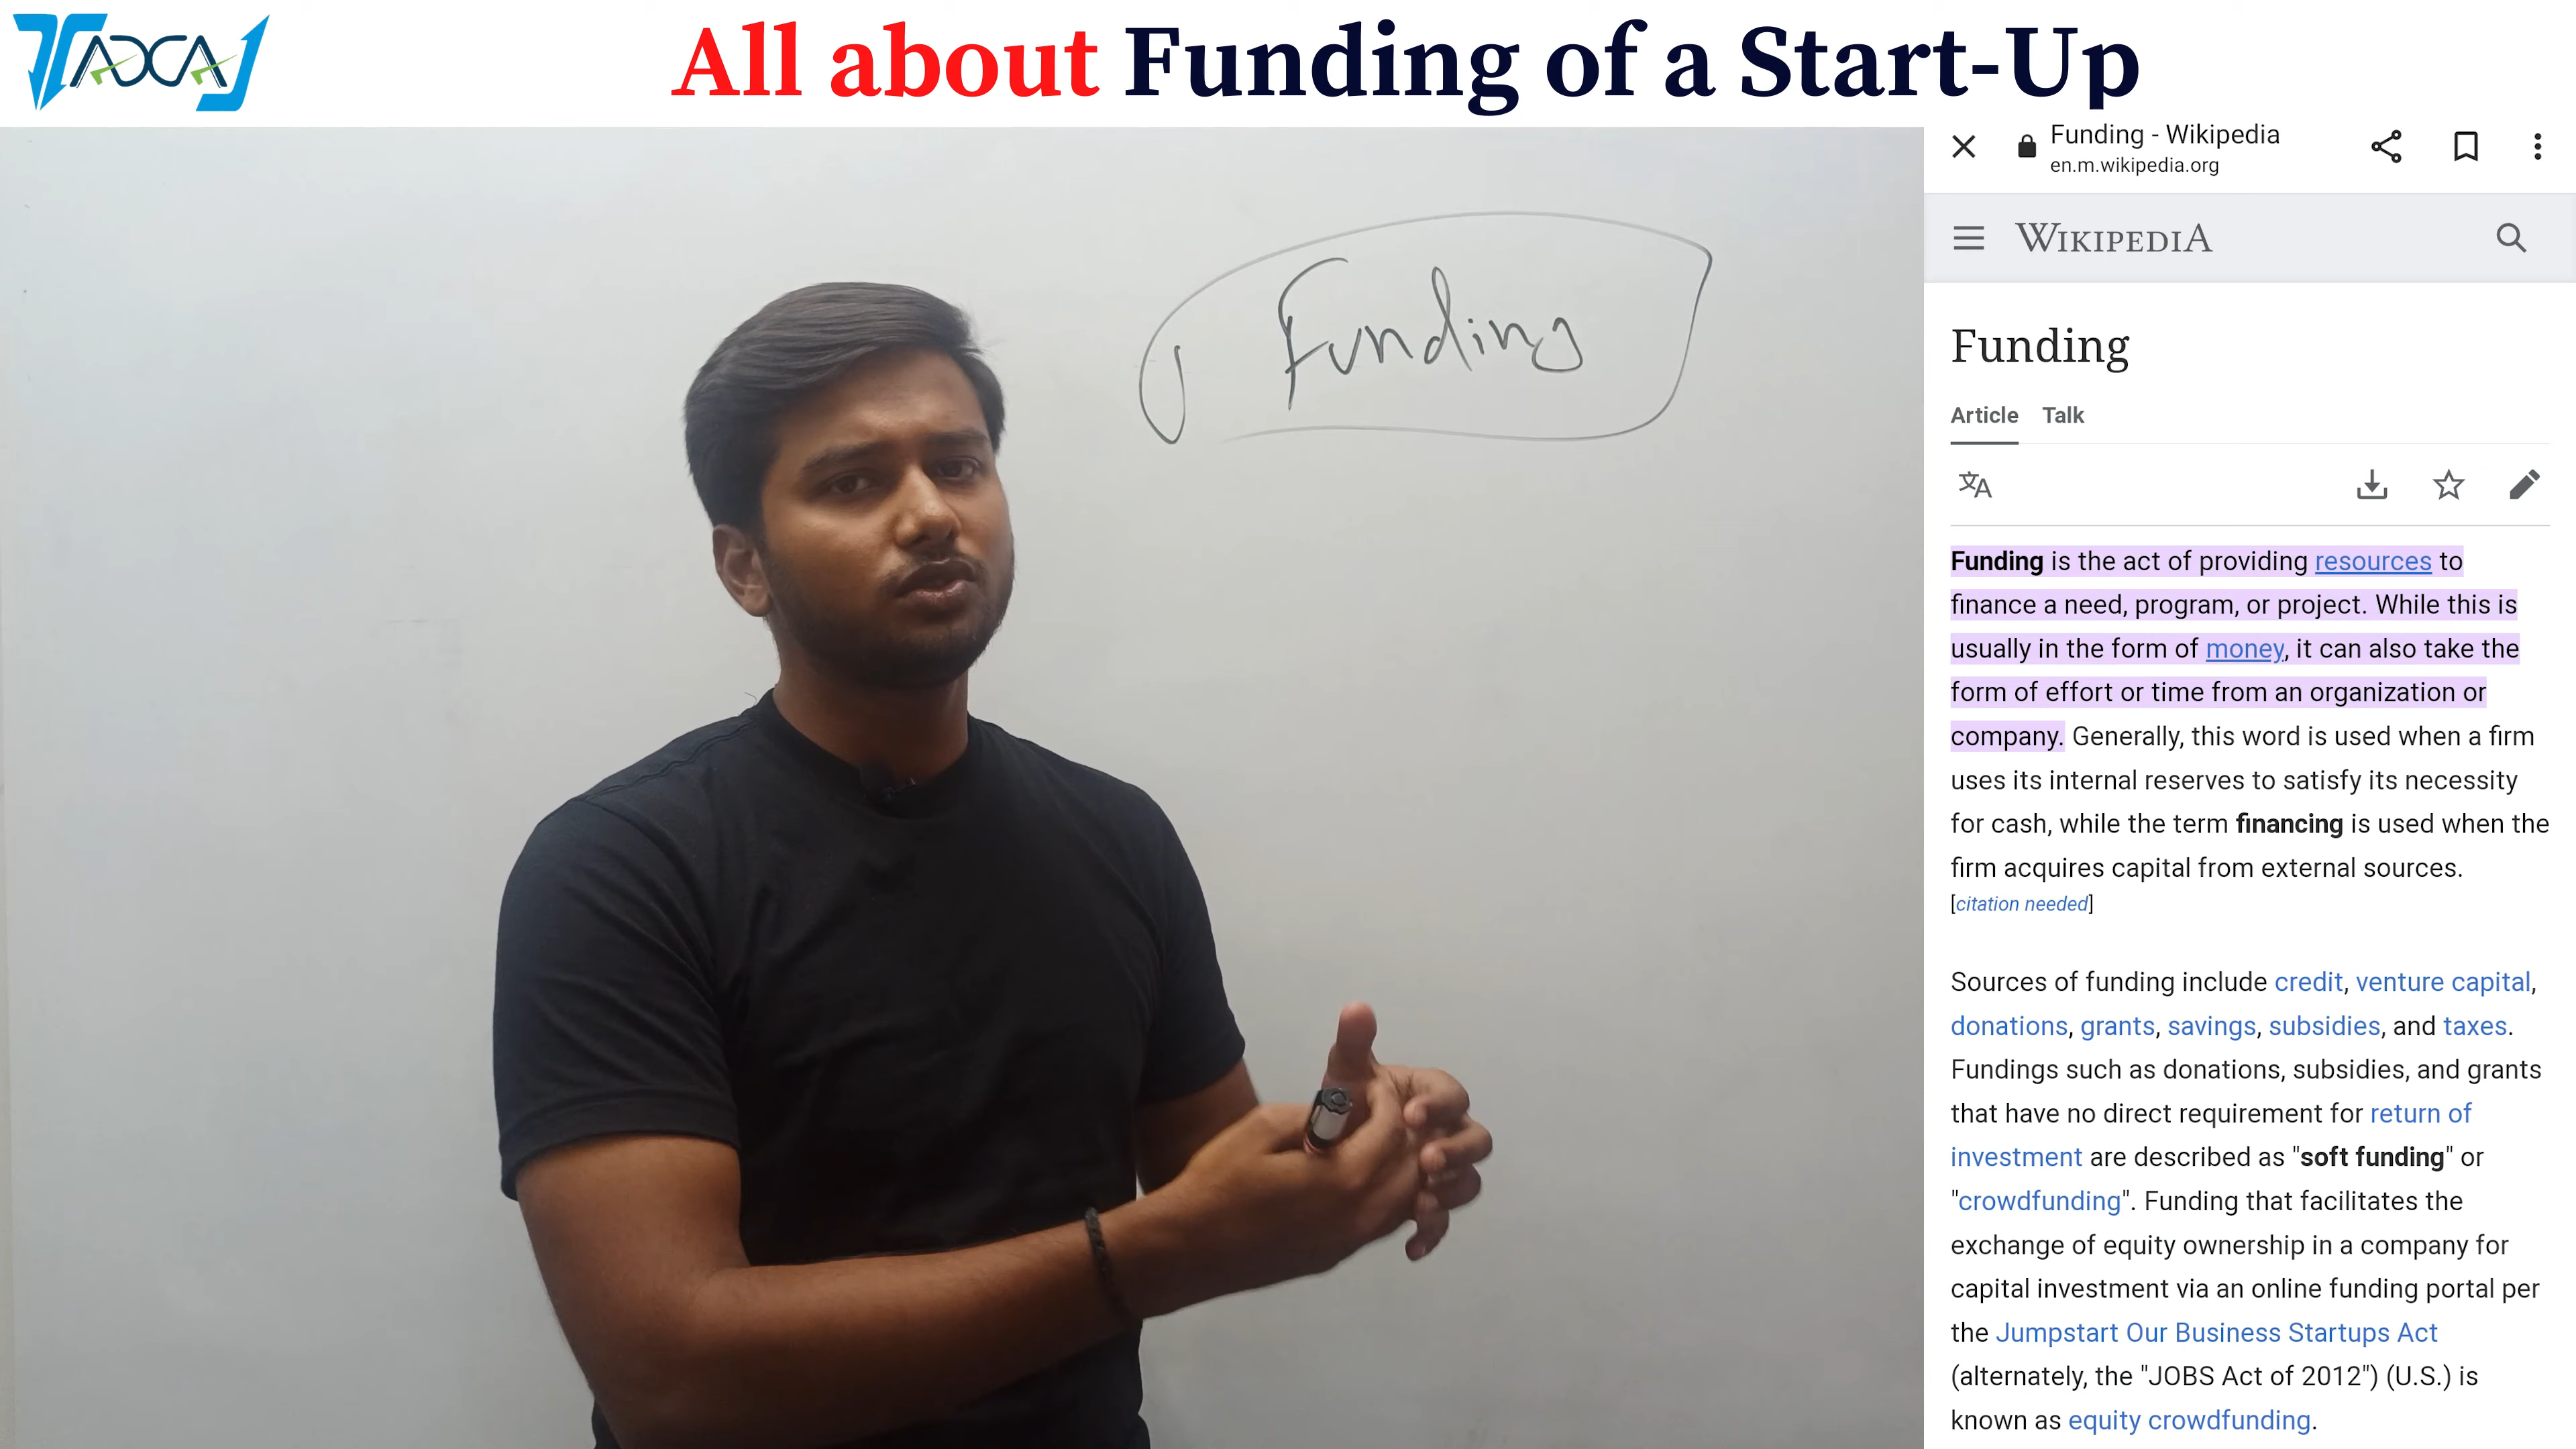 TAXCAJ
All about Funding of a Start-Up
Funding
Funding - Wikipedia
en.m.wikipedia.org
WIKIPEDIA
Funding
Article Talk
文A
Funding is the act of providing resources to
finance a need, program, or project. While this is
usually in the form of money, it can also take the
form of effort or time from an organization or
company. Generally, this word is used when a firm
uses its internal reserves to satisfy its necessity
for cash, while the term financing is used when the
firm acquires capital from external sources.
[citation needed]
Sources of funding include credit, venture capital,
donations, grants, savings, subsidies, and taxes.
Fundings such as donations, subsidies, and grants
that have no direct requirement for return of
investment are described as "soft funding" or
"crowdfunding". Funding that facilitates the
exchange of equity ownership in a company for
capital investment via an online funding portal per
the Jumpstart Our Business Startups Act
(alternately, the "JOBS Act of 2012") (U.S.) is
known as equity crowdfunding.